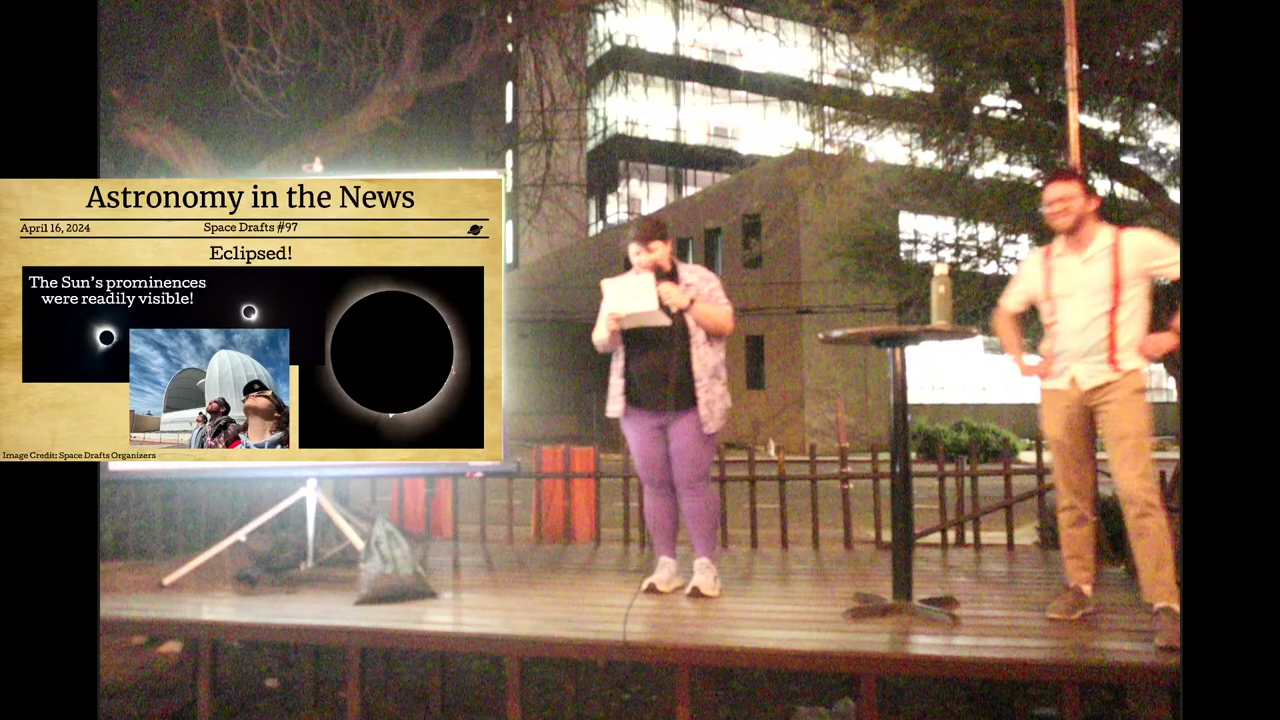 Astronomy in the News
April 16, 2024
Space Drafts #97
Eclipsed!
The Sun's prominences
were readily visible!
Image Credit: Space Drafts Organizers